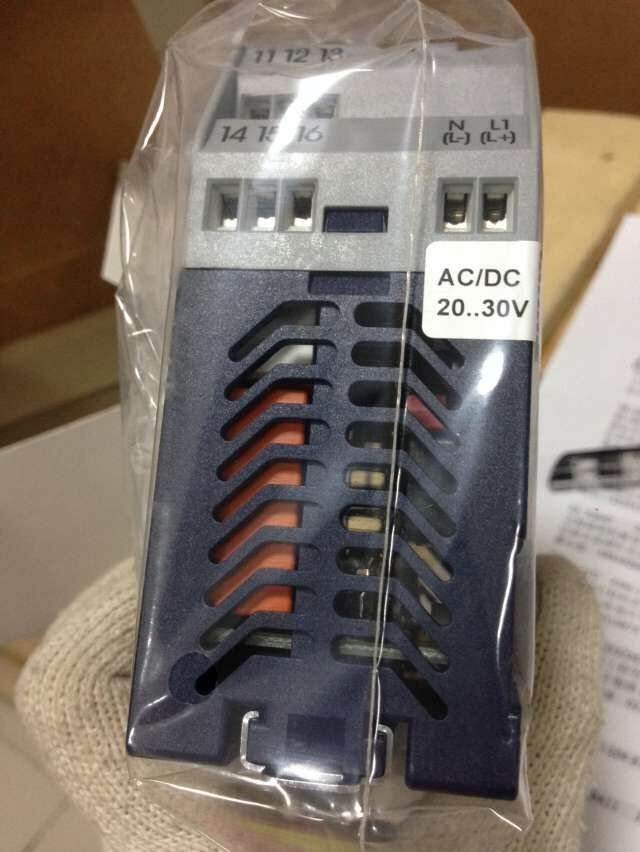 11 12 13
14 15 16
N L1
(L-) (L+)
AC/DC
20..30V